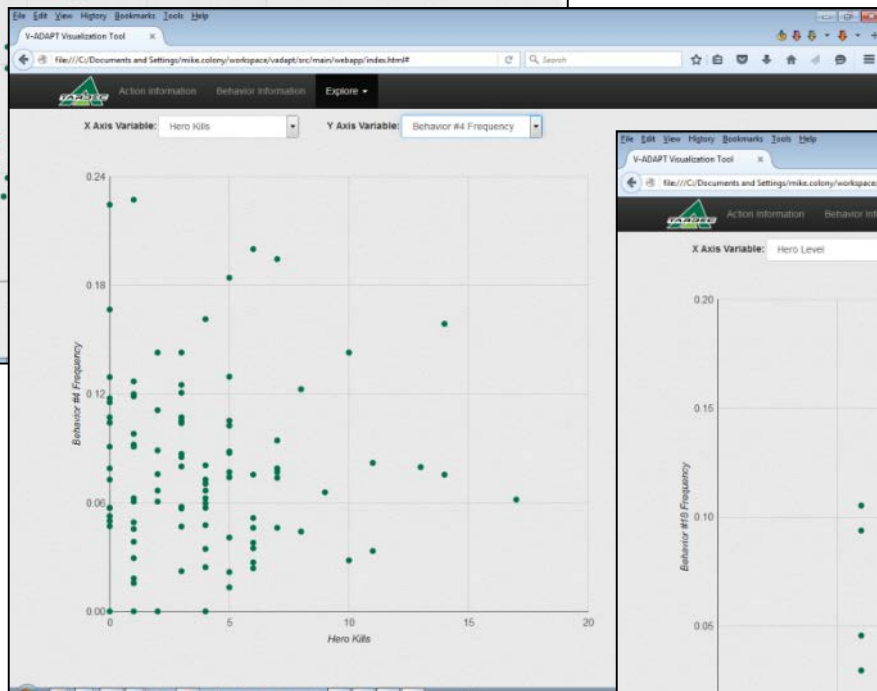 File Edit View History Bookmarks Tools Help
V-ADAPT Visualization Tool ×
file:///C:/Documents and Settings/mike.colony/workspace/vadapt/src/main/webapp/index.html#
Search
TARDEC Action Information Behavior Information Explore
X Axis Variable: Hero Kills Y Axis Variable: Behavior #4 Frequency
0.24
0.18
0.12
0.06
0.00
Behavior #4 Frequency
0 5 10 15 20
Hero Kills
File Edit View History Bookmarks Tools Help
V-ADAPT Visualization Tool ×
file:///C:/Documents and Settings/mike.colony/workspace/
TARDEC Action Information Behavior Inf
X Axis Variable: Hero Level
0.20
0.15
0.10
0.05
Behavior #18 Frequency